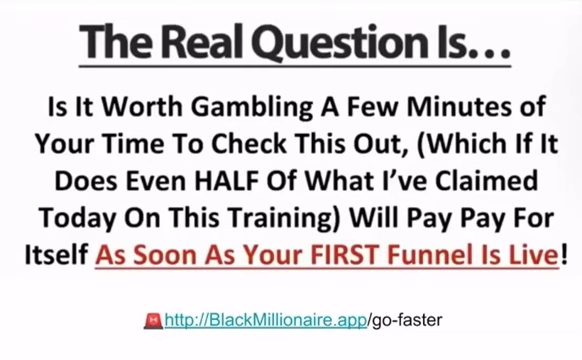 The Real Question Is...
Is It Worth Gambling A Few Minutes of
Your Time To Check This Out, (Which If It
Does Even HALF Of What I've Claimed
Today On This Training) Will Pay Pay For
Itself As Soon As Your FIRST Funnel Is Live!
🚨http://BlackMillionaire.app/go-faster